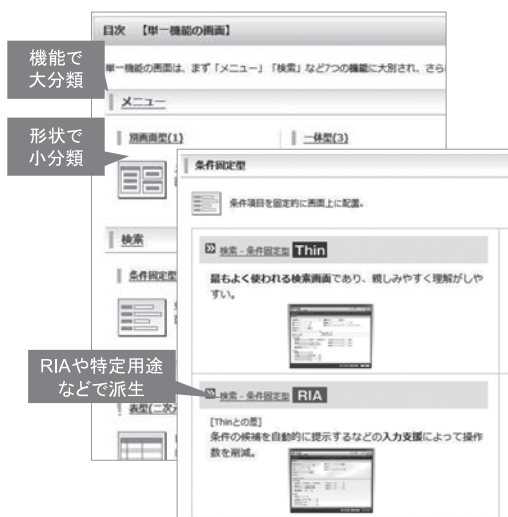 目次 【単一機能の画面】
機能で
大分類
単一機能の画面は、まず「メニュー」「検索」など7つの機能に大別され、さら
メニュー
形状で
小分類
別画面型(1)
一体型(3)
条件固定型
条件項目を固定的に画面上に配置。
検索
検索 - 条件固定型 Thin
条件固定型
最もよく使われる検索画面であり、親しみやすく理解がしや
すい。
RIAや特定用途
などで派生
検索 - 条件固定型 RIA
表型(二次元
[Thinとの差]
条件の候補を自動的に提示するなどの入力支援によって操作
数を削減。